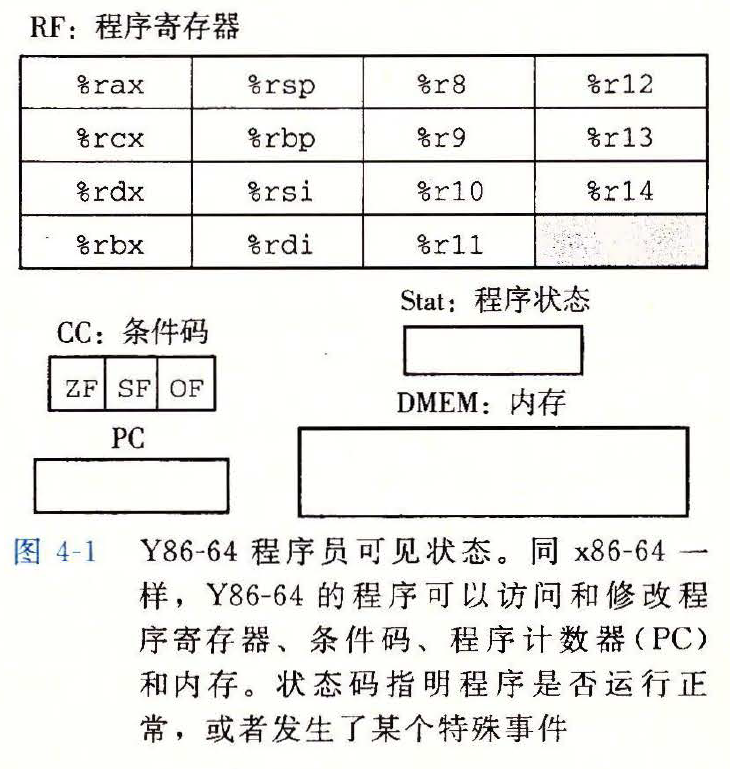 RF：程序寄存器
%rax %rsp %r8 %r12
%rcx %rbp %r9 %r13
%rdx %rsi %r10 %r14
%rbx %rdi %r11
Stat：程序状态
CC：条件码
ZF SF OF
DMEM：内存
PC
图 4-1 Y86-64 程序员可见状态。同 x86-64 一
样，Y86-64 的程序可以访问和修改程
序寄存器、条件码、程序计数器(PC)
和内存。状态码指明程序是否运行正
常，或者发生了某个特殊事件